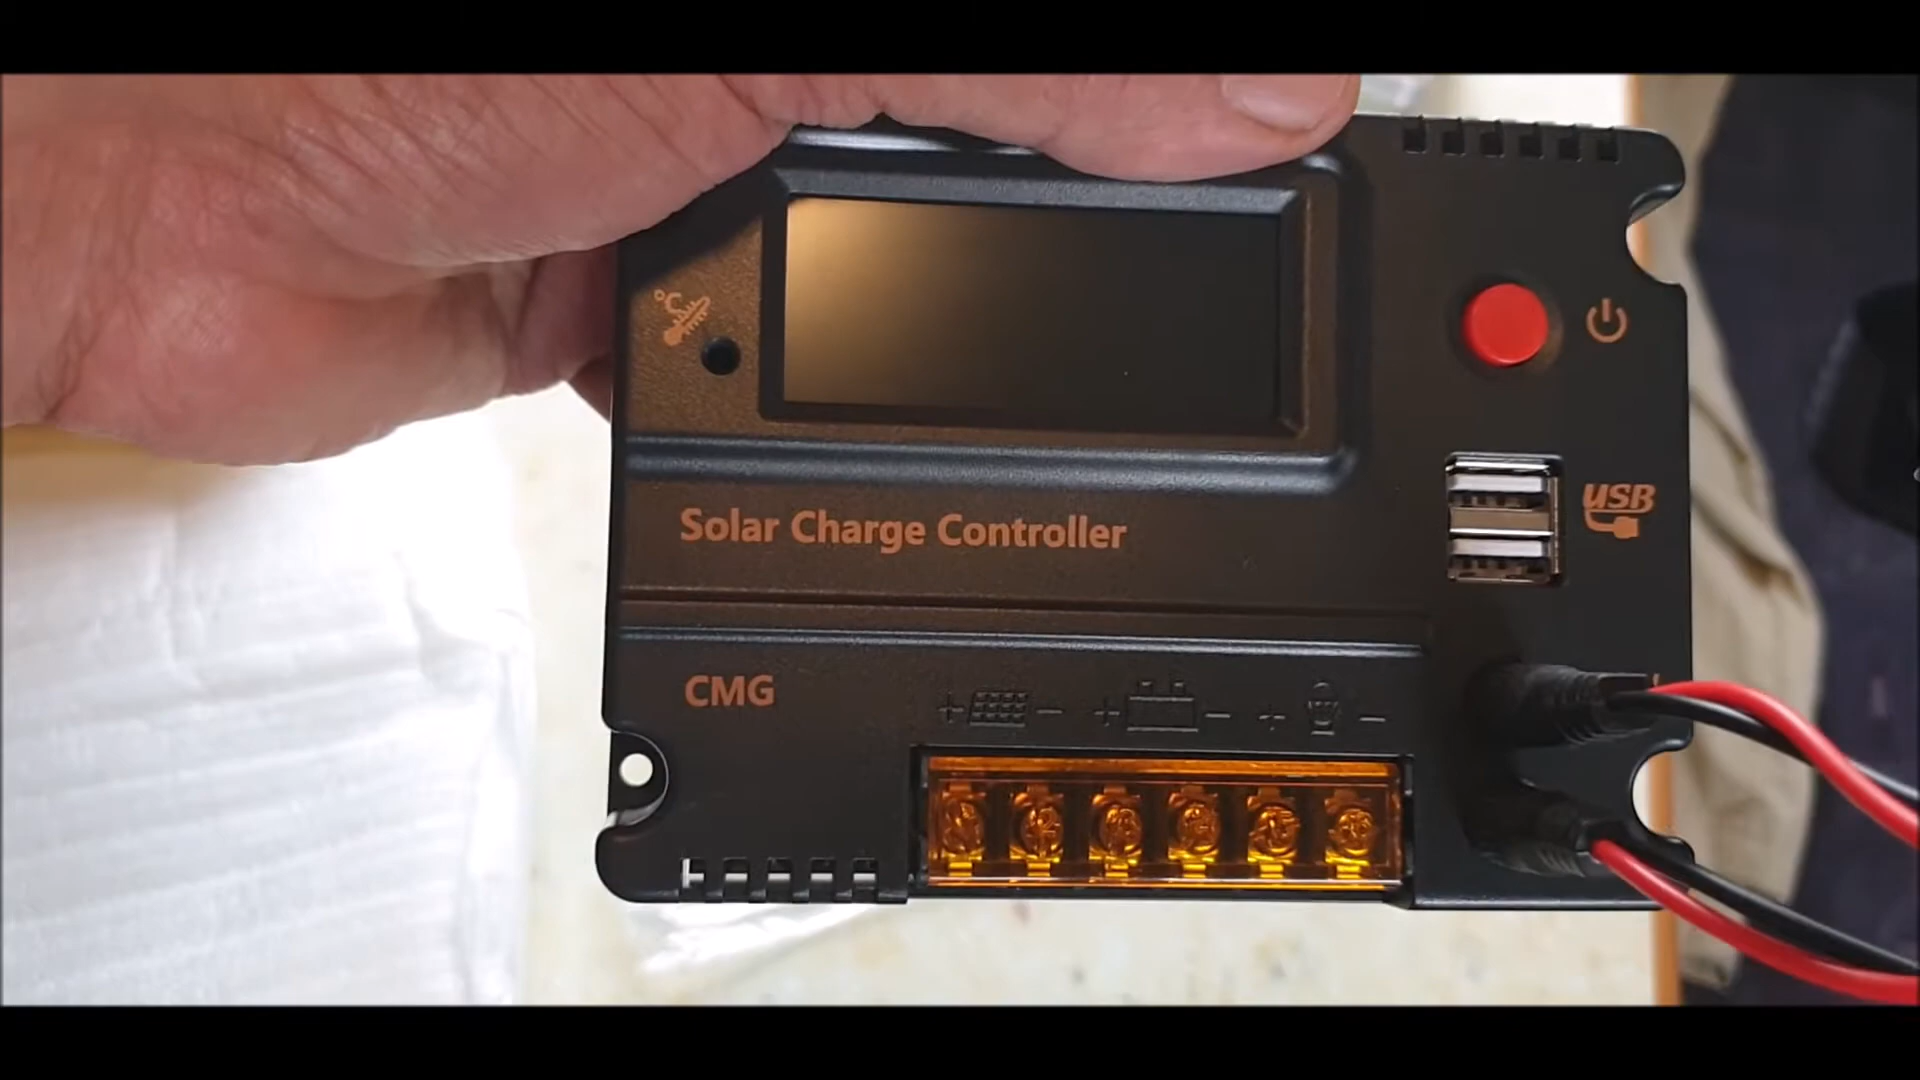 °C
Solar Charge Controller
USB
CMG
+ - + - + -